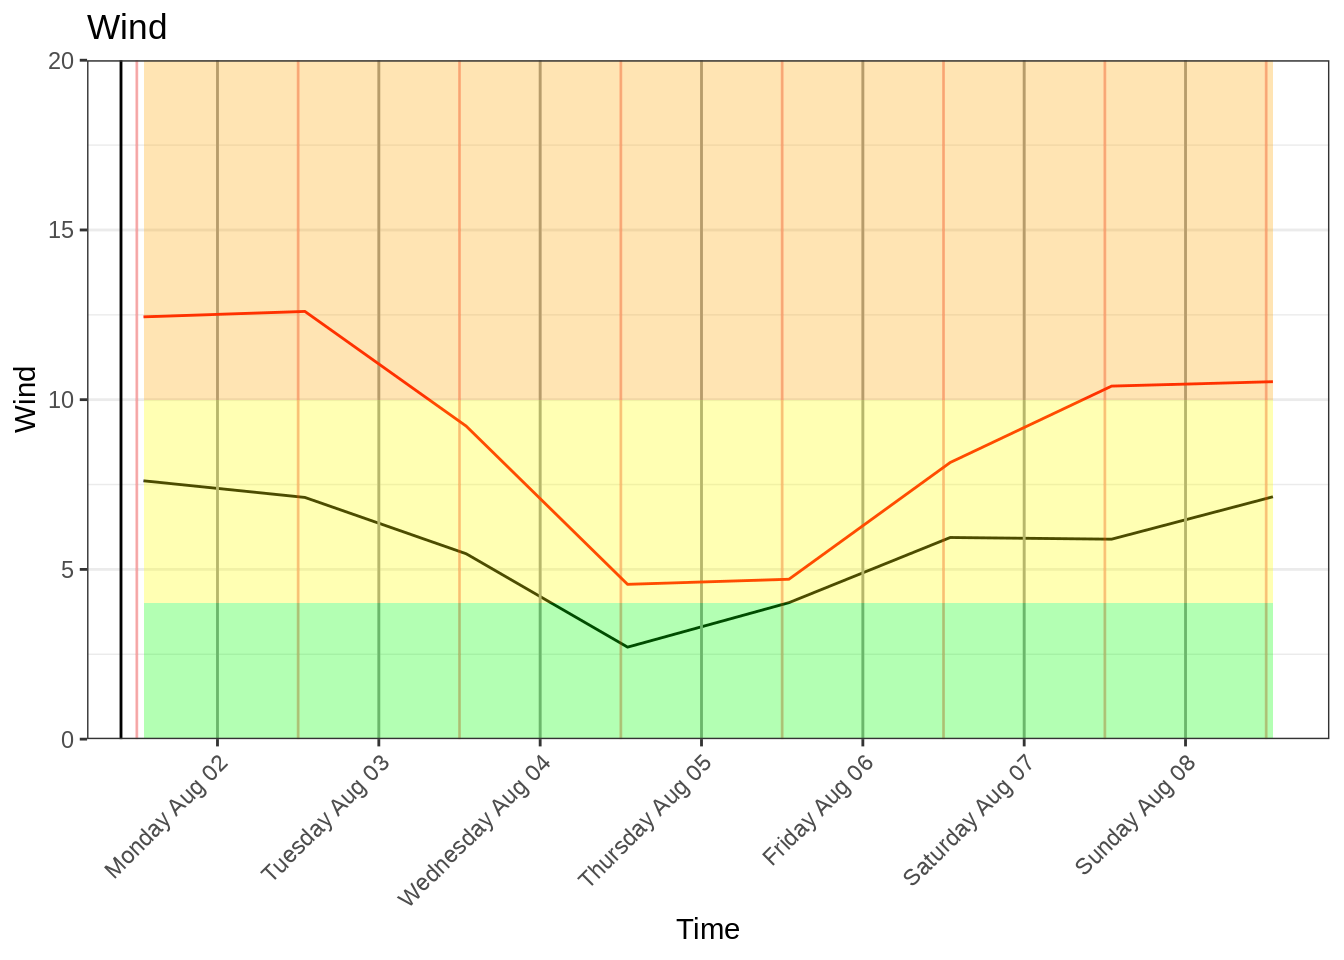 Wind
20
15
10
5
0
Wind
Monday Aug 02
Tuesday Aug 03
Wednesday Aug 04
Thursday Aug 05
Friday Aug 06
Saturday Aug 07
Sunday Aug 08
Time